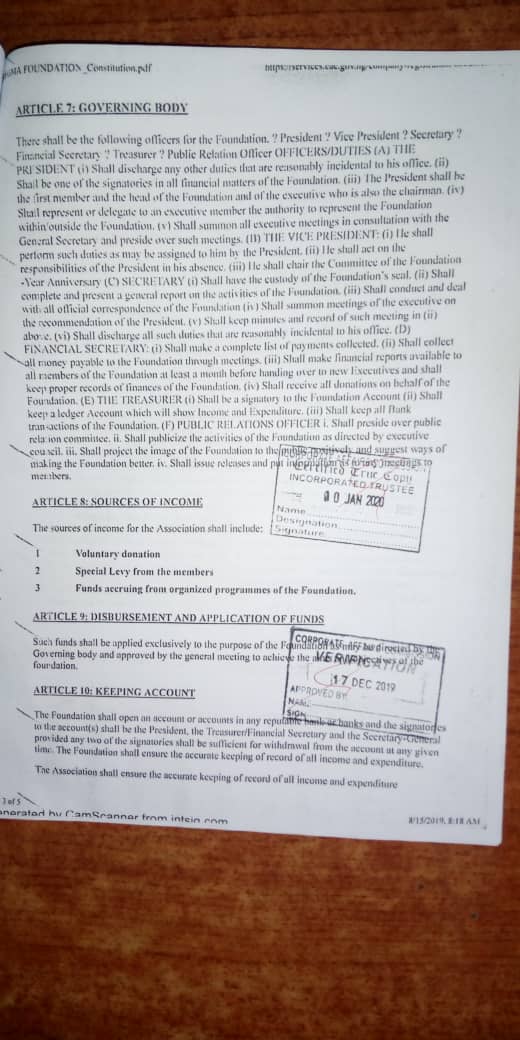 GMA FOUNDATION_Constitution.pdf
ARTICLE 7: GOVERNING BODY
There shall be the following officers for the Foundation. ? President ? Vice President ? Secretary ?
Financial Secretary ? Treasurer ? Public Relation Officer OFFICERS/DUTIES (A) THE
PRESIDENT (i) Shall discharge any other duties that are reasonably incidental to his office. (ii)
Shall be one of the signatories in all financial matters of the Foundation. (iii) The President shall be
the first member and the head of the Foundation and of the executive who is also the chairman. (iv)
Shall represent or delegate to an executive member the authority to represent the Foundation
within/outside the Foundation. (v) Shall summon all executive meetings in consultation with the
General Secretary and preside over such meetings. (II) THE VICE PRESIDENT: (i) He shall
perform such duties as may be assigned to him by the President. (ii) He shall act on the
responsibilities of the President in his absence. (iii) He shall chair the Committee of the Foundation
-Year Anniversary (C) SECRETARY (i) Shall have the custody of the Foundation's seal. (ii) Shall
complete and present a general report on the activities of the Foundation. (iii) Shall conduct and deal
with all official correspondence of the Foundation (iv) Shall summon meetings of the executive on
the recommendation of the President. (v) Shall keep minutes and record of such meeting in (ii)
above. (vi) Shall discharge all such duties that are reasonably incidental to his office. (D)
FINANCIAL SECRETARY: (i) Shall make a complete list of payments collected. (ii) Shall collect
all money payable to the Foundation through meetings. (iii) Shall make financial reports available to
all members of the Foundation at least a month before handing over to new Executives and shall
keep proper records of finances of the Foundation. (iv) Shall receive all donations on behalf of the
Foundation. (E) THE TREASURER (i) Shall be a signatory to the Foundation Account (ii) Shall
keep a ledger Account which will show Income and Expenditure. (iii) Shall keep all Bank
transactions of the Foundation. (F) PUBLIC RELATIONS OFFICER i. Shall preside over public
relation committee. ii. Shall publicize the activities of the Foundation as directed by executive
council. iii. Shall project the image of the Foundation to the public positively and suggest ways of
making the Foundation better. iv. Shall issue releases and put meetings to
members.
Certified True Copy
INCORPORATED TRUSTEE
10 JAN 2020
Name
Designation
Signature
ARTICLE 8: SOURCES OF INCOME
The sources of income for the Association shall include:
1 Voluntary donation
2 Special Levy from the members
3 Funds accruing from organized programmes of the Foundation.
ARTICLE 9: DISBURSEMENT AND APPLICATION OF FUNDS
Such funds shall be applied exclusively to the purpose of the Foundation as may be directed by the
Governing body and approved by the general meeting to achieve the of the
foundation.
CORPORATE AFF
VERIFICATION
17 DEC 2019
APPROVED BY
NAME
SIGN
ARTICLE 10: KEEPING ACCOUNT
The Foundation shall open an account or accounts in any reputable bank or banks and the signatories
to the account(s) shall be the President, the Treasurer/Financial Secretary and the Secretary-General
provided any two of the signatories shall be sufficient for withdrawal from the account at any given
time. The Foundation shall ensure the accurate keeping of record of all income and expenditure.
The Association shall ensure the accurate keeping of record of all income and expenditure
3 of 5
8/15/2019, 8:18 AM
enerated by CamScanner from intsig.com